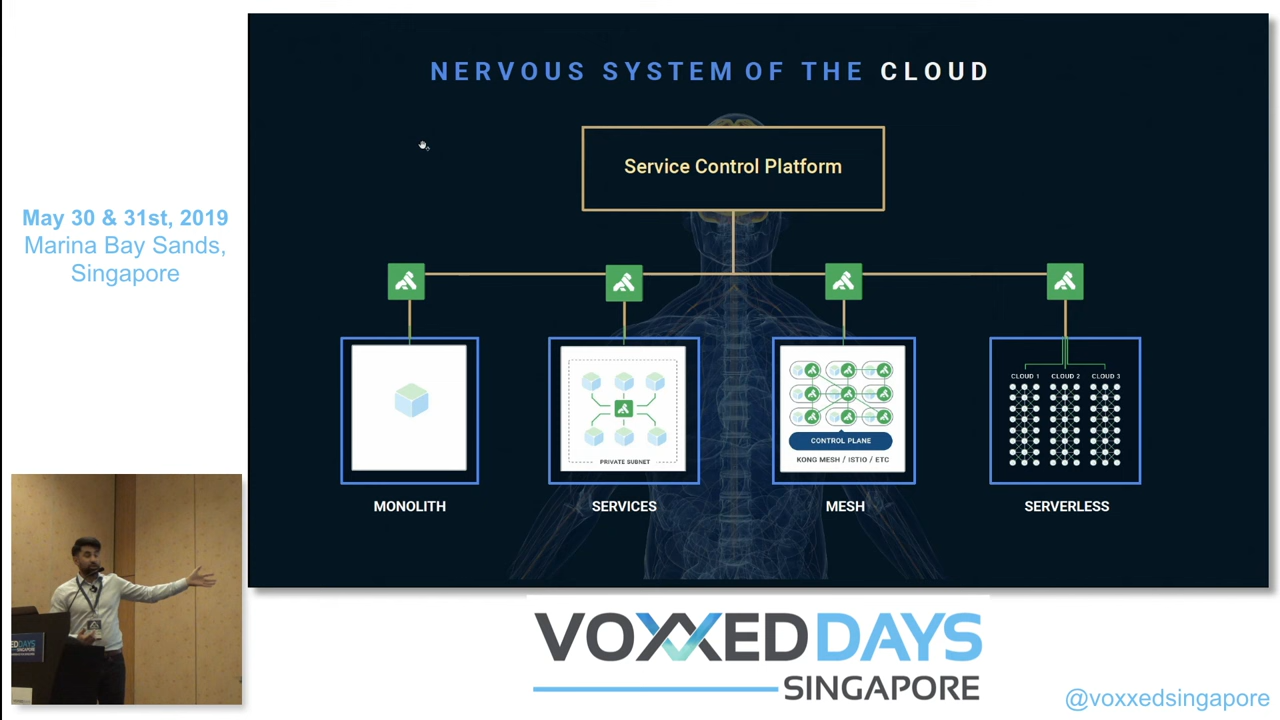 May 30 & 31st, 2019
Marina Bay Sands,
Singapore
NERVOUS SYSTEM OF THE CLOUD
Service Control Platform
PRIVATE SUBNET
CONTROL PLANE
KONG MESH / ISTIO / ETC
CLOUD 1 CLOUD 2 CLOUD 3
MONOLITH SERVICES MESH SERVERLESS
DAYS
SINGAPORE
VOXXED DAYS
SINGAPORE
@voxxedsingapore